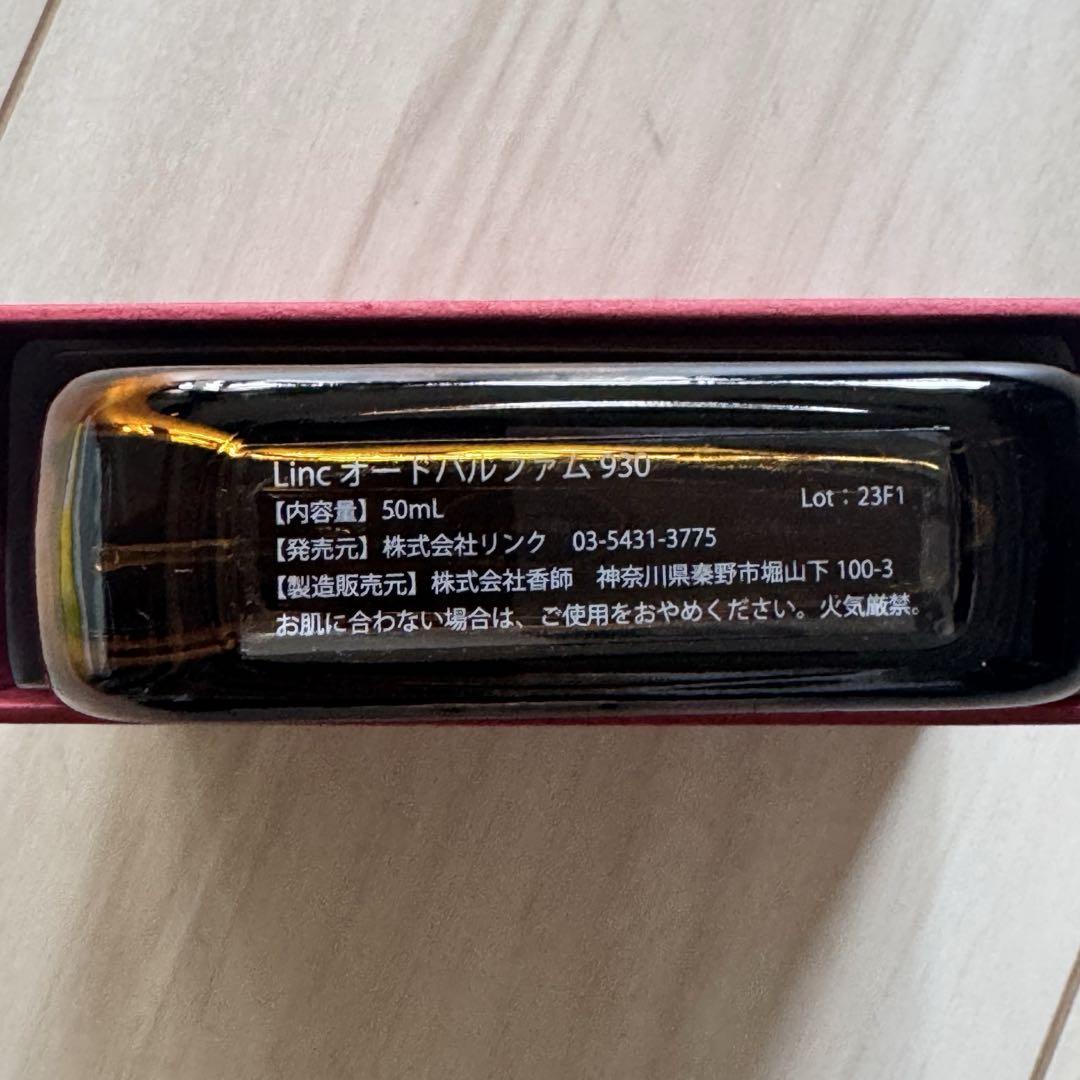 Linc オードパルファム 930
【内容量】50mL Lot：23F1
【発売元】株式会社リンク 03-5431-3775
【製造販売元】株式会社香師 神奈川県秦野市堀山下 100-3
お肌に合わない場合は、ご使用をおやめください。火気厳禁。